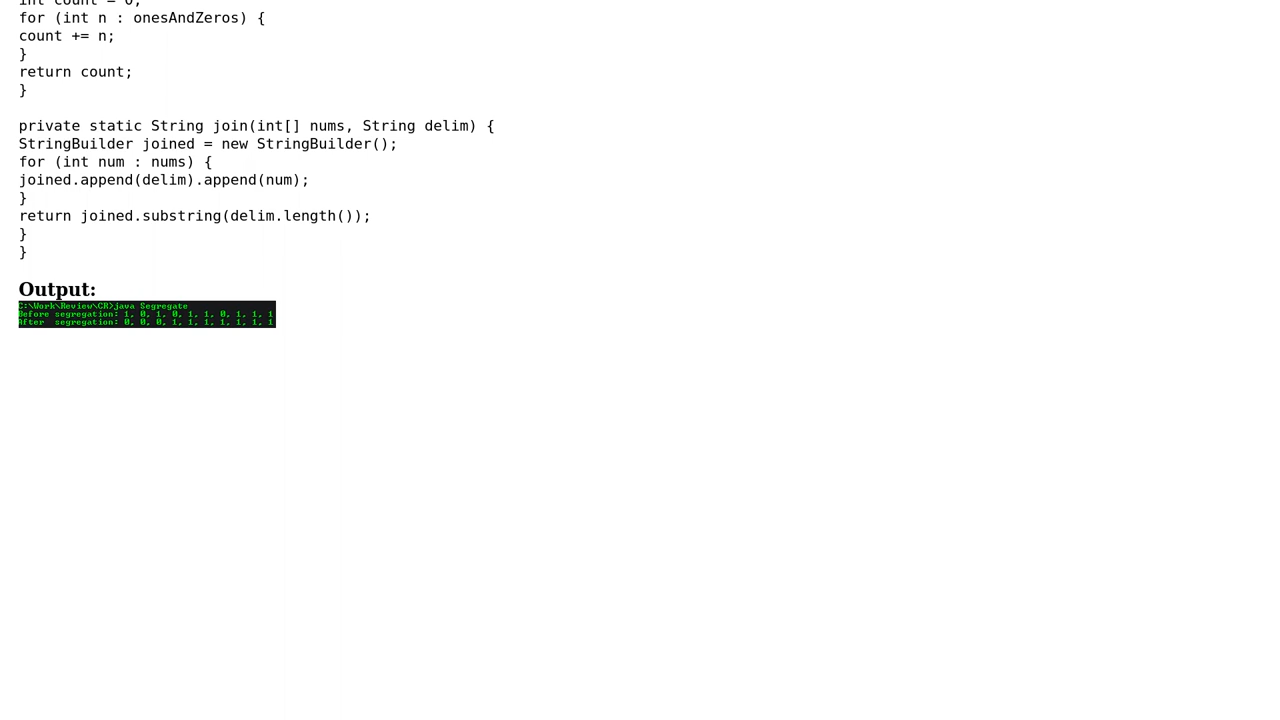 int count = 0;
for (int n : onesAndZeros) {
count += n;
}
return count;
}
private static String join(int[] nums, String delim) {
StringBuilder joined = new StringBuilder();
for (int num : nums) {
joined.append(delim).append(num);
}
return joined.substring(delim.length());
}
}
Output:
C:\Work\Review\CR>java Segregate
Before segregation: 1, 0, 1, 0, 1, 1, 0, 1, 1, 1
After  segregation: 0, 0, 0, 1, 1, 1, 1, 1, 1, 1